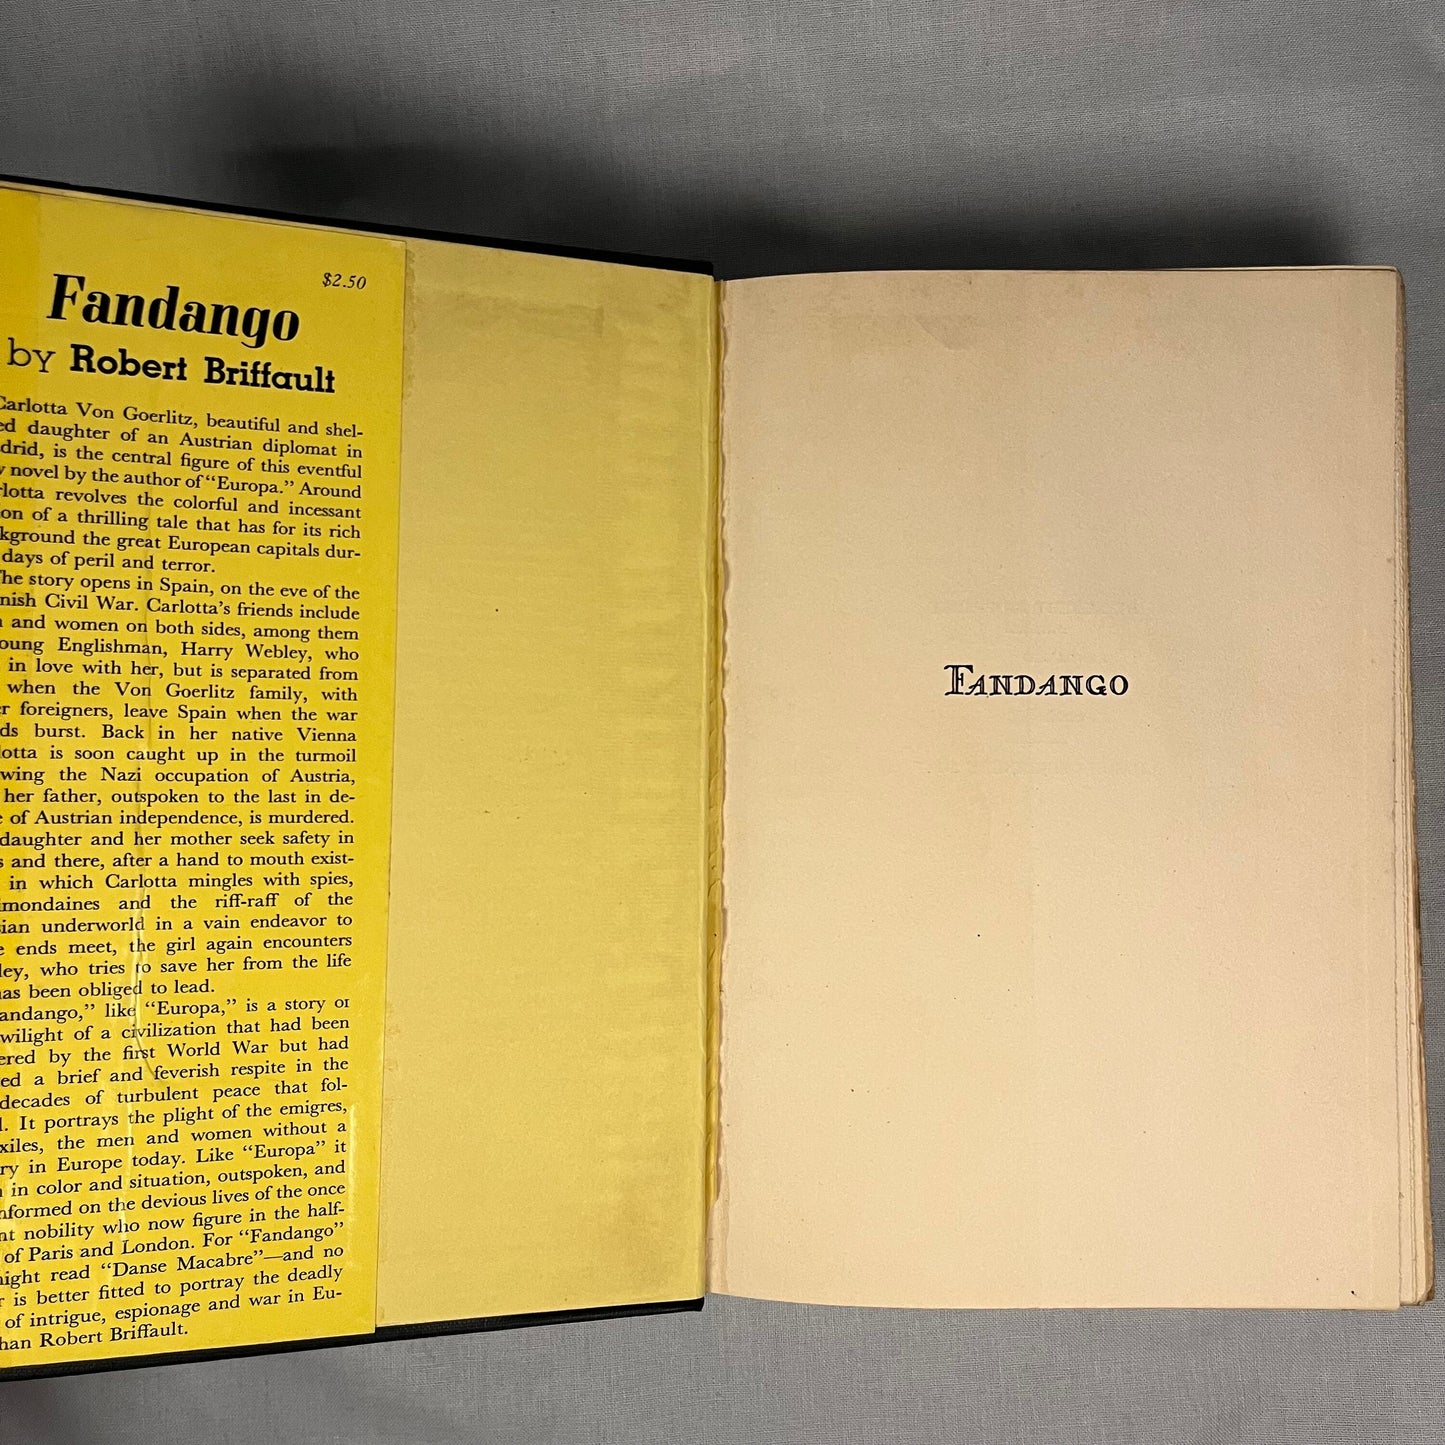 $2.50
Fandango
by Robert Briffault
Carlotta Von Goerlitz, beautiful and shel-
ed daughter of an Austrian diplomat in
drid, is the central figure of this eventful
novel by the author of "Europa." Around
rlotta revolves the colorful and incessant
on of a thrilling tale that has for its rich
kground the great European capitals dur-
days of peril and terror.
The story opens in Spain, on the eve of the
nish Civil War. Carlotta's friends include
and women on both sides, among them
oung Englishman, Harry Webley, who
in love with her, but is separated from
when the Von Goerlitz family, with
r foreigners, leave Spain when the war
ds burst. Back in her native Vienna
lotta is soon caught up in the turmoil
wing the Nazi occupation of Austria,
her father, outspoken to the last in de-
e of Austrian independence, is murdered.
daughter and her mother seek safety in
s and there, after a hand to mouth exist-
in which Carlotta mingles with spies,
imondaines and the riff-raff of the
sian underworld in a vain endeavor to
e ends meet, the girl again encounters
ley, who tries to save her from the life
has been obliged to lead.
andango," like "Europa," is a story of
wilight of a civilization that had been
ered by the first World War but had
ed a brief and feverish respite in the
decades of turbulent peace that fol-
d. It portrays the plight of the emigres,
xiles, the men and women without a
ry in Europe today. Like "Europa" it
in color and situation, outspoken, and
nformed on the devious lives of the once
nt nobility who now figure in the half-
of Paris and London. For "Fandango"
night read "Danse Macabre"—and no
r is better fitted to portray the deadly
of intrigue, espionage and war in Eu-
han Robert Briffault.
FANDANGO